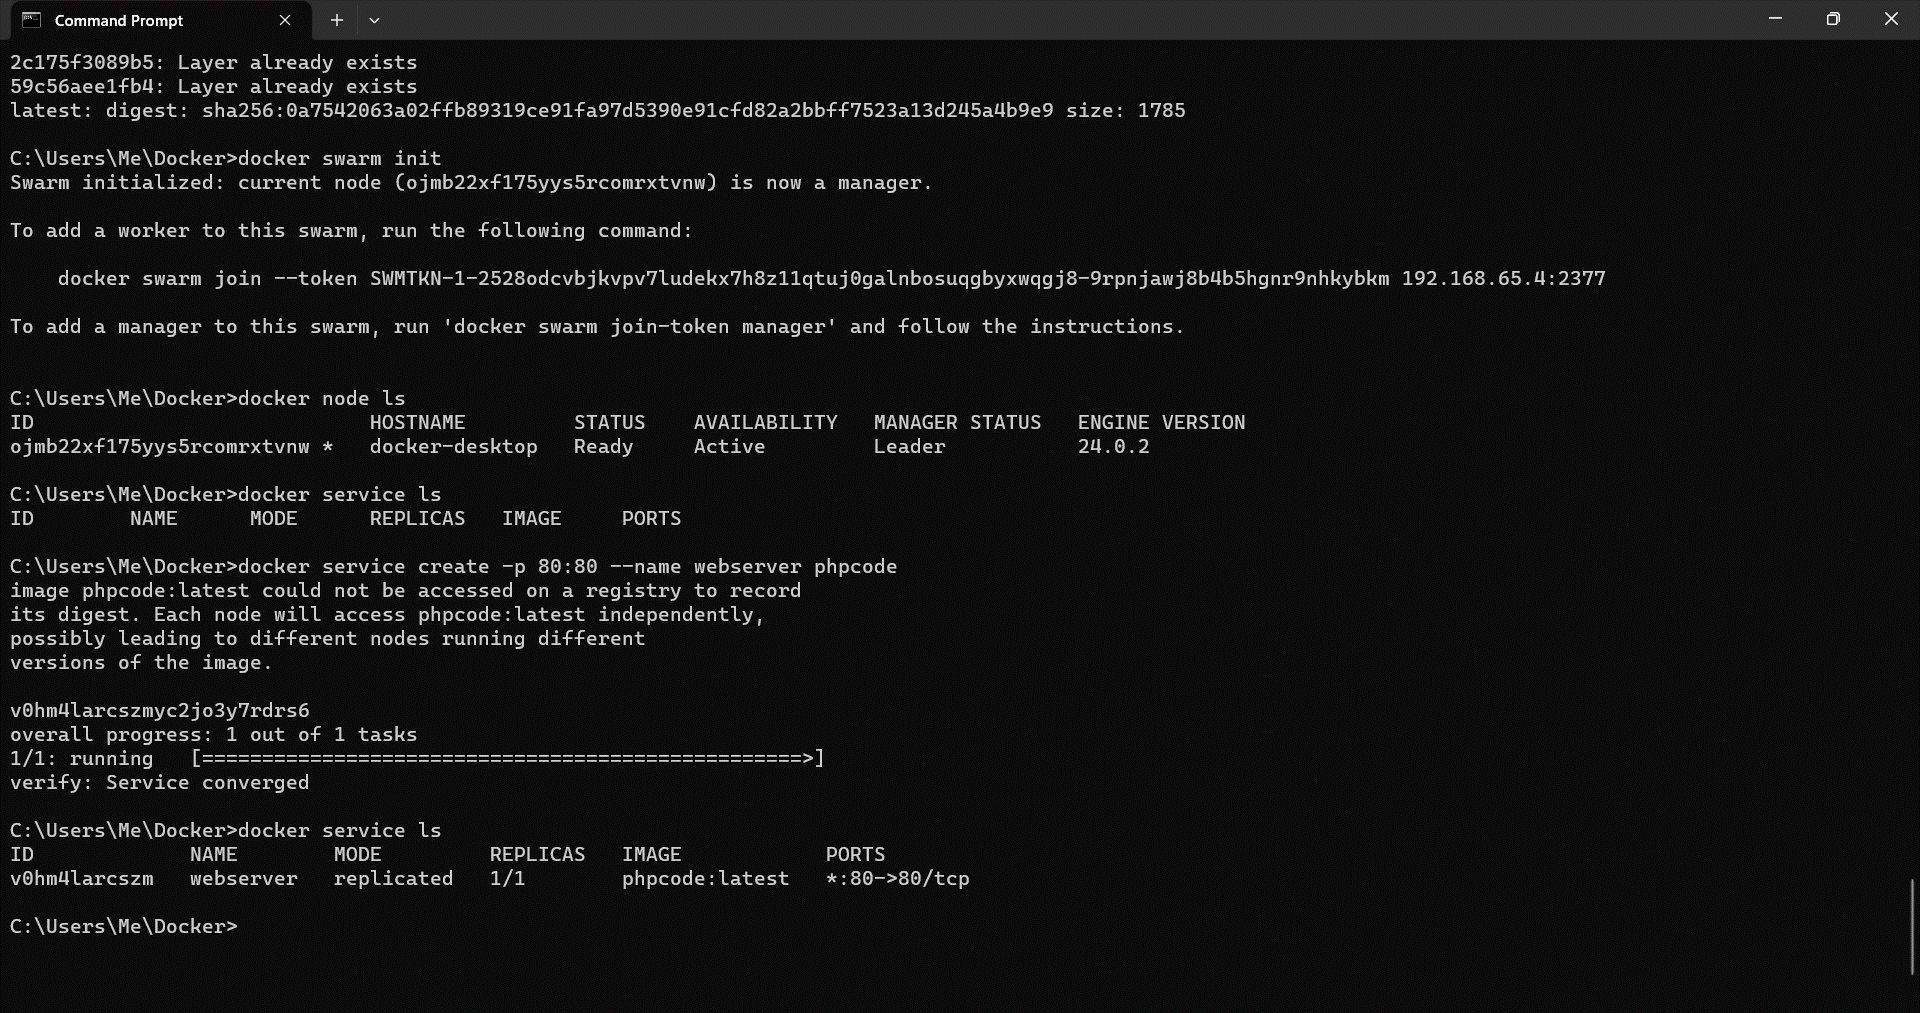 Command Prompt
2c175f3089b5: Layer already exists
59c56aee1fb4: Layer already exists
latest: digest: sha256:0a7542063a02ffb89319ce91fa97d5390e91cfd82a2bbff7523a13d245a4b9e9 size: 1785
C:\Users\Me\Docker>docker swarm init
Swarm initialized: current node (ojmb22xf175yys5rcomrxtvnw) is now a manager.
To add a worker to this swarm, run the following command:
docker swarm join --token SWMTKN-1-2528odcvbjkvpv7ludekx7h8z11qtuj0galnbosuqgbyxwqgj8-9rpnjawj8b4b5hgnr9nhkybkm 192.168.65.4:2377
To add a manager to this swarm, run 'docker swarm join-token manager' and follow the instructions.
C:\Users\Me\Docker>docker node ls
ID HOSTNAME STATUS AVAILABILITY MANAGER STATUS ENGINE VERSION
ojmb22xf175yys5rcomrxtvnw * docker-desktop Ready Active Leader 24.0.2
C:\Users\Me\Docker>docker service ls
ID NAME MODE REPLICAS IMAGE PORTS
C:\Users\Me\Docker>docker service create -p 80:80 --name webserver phpcode
image phpcode:latest could not be accessed on a registry to record
its digest. Each node will access phpcode:latest independently,
possibly leading to different nodes running different
versions of the image.
v0hm4larcszmyc2jo3y7rdrs6
overall progress: 1 out of 1 tasks
1/1: running [==================================================>]
verify: Service converged
C:\Users\Me\Docker>docker service ls
ID NAME MODE REPLICAS IMAGE PORTS
v0hm4larcszm webserver replicated 1/1 phpcode:latest *:80->80/tcp
C:\Users\Me\Docker>